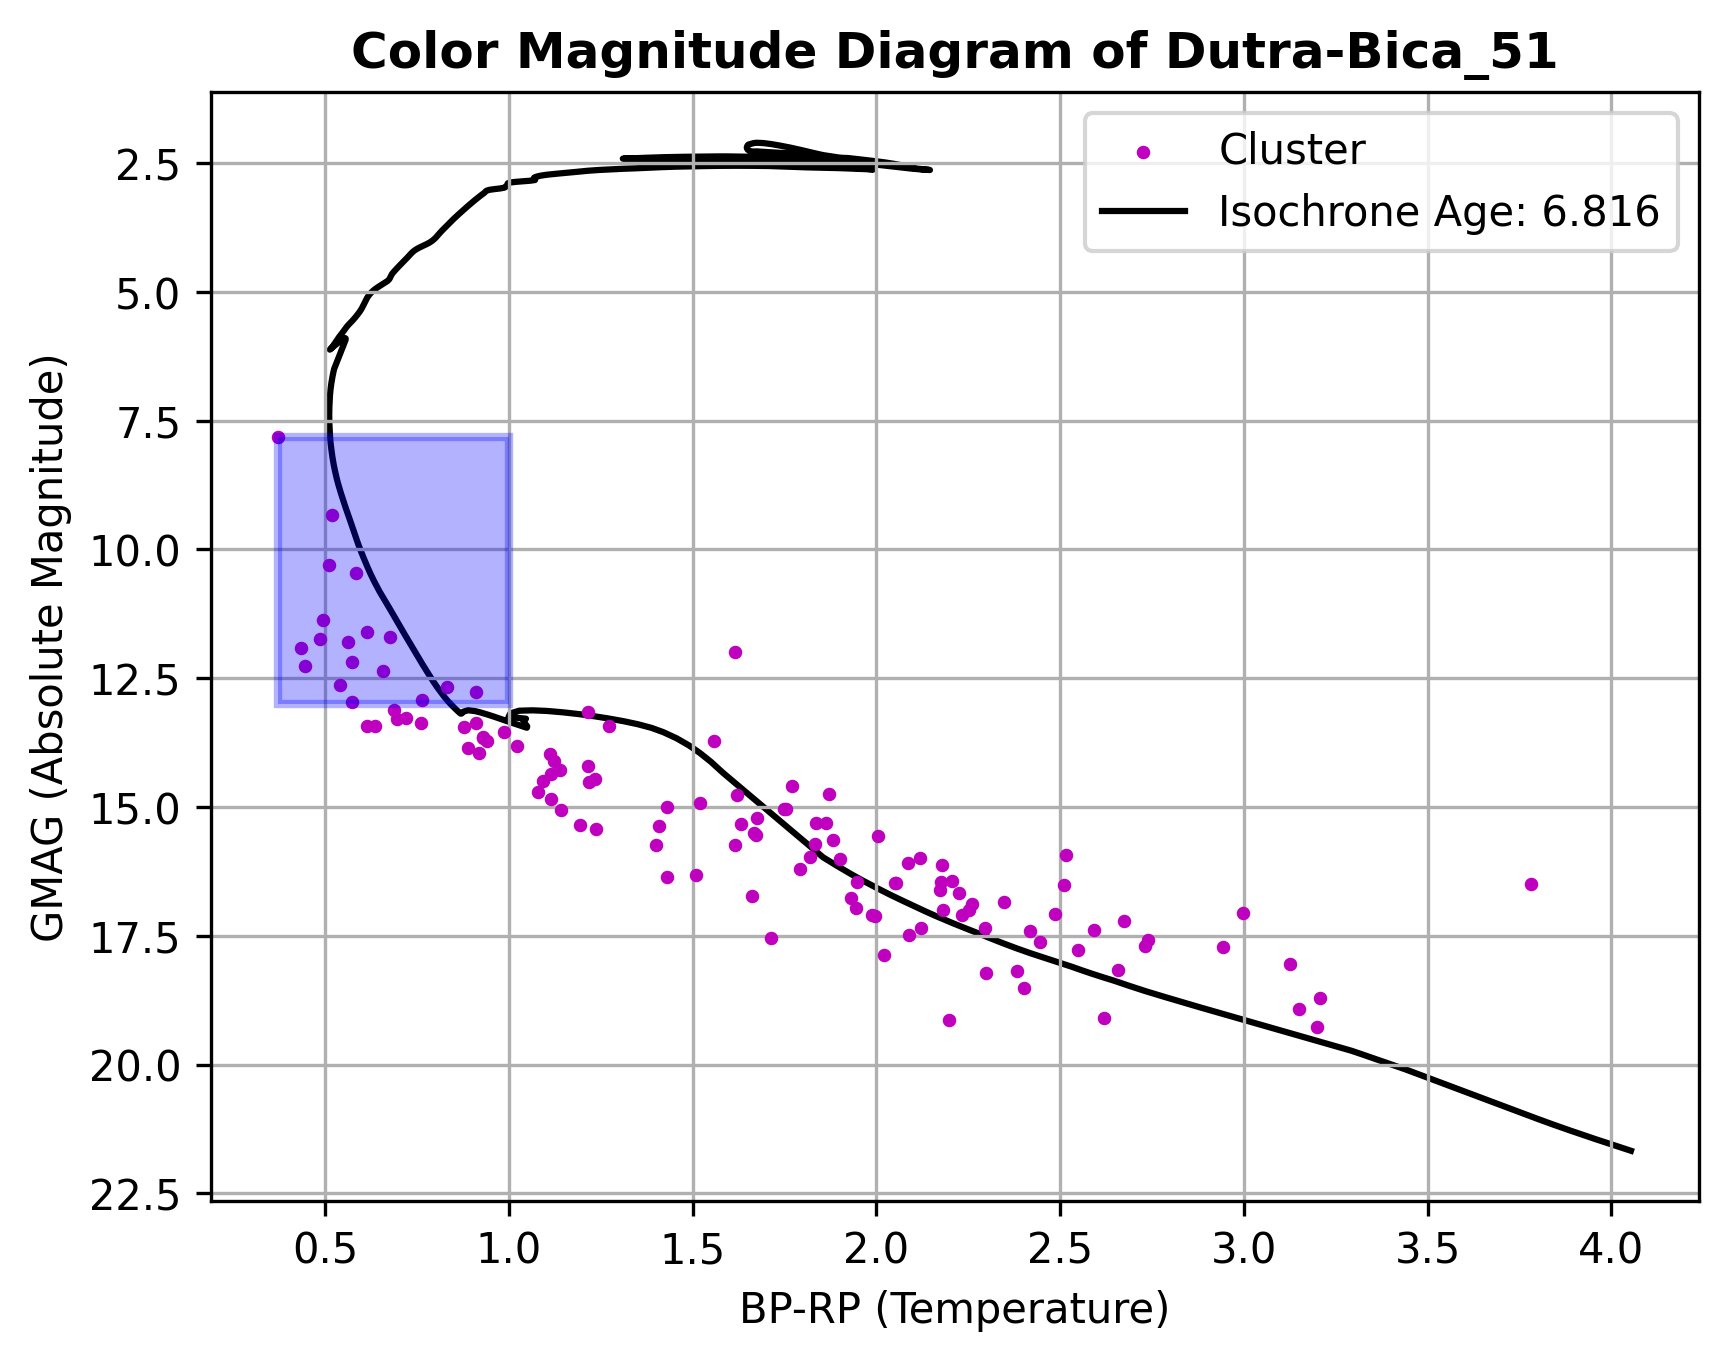 Color Magnitude Diagram of Dutra-Bica_51
Cluster
Isochrone Age: 6.816
GMAG (Absolute Magnitude)
2.5
5.0
7.5
10.0
12.5
15.0
17.5
20.0
22.5
0.5 1.0 1.5 2.0 2.5 3.0 3.5 4.0
BP-RP (Temperature)